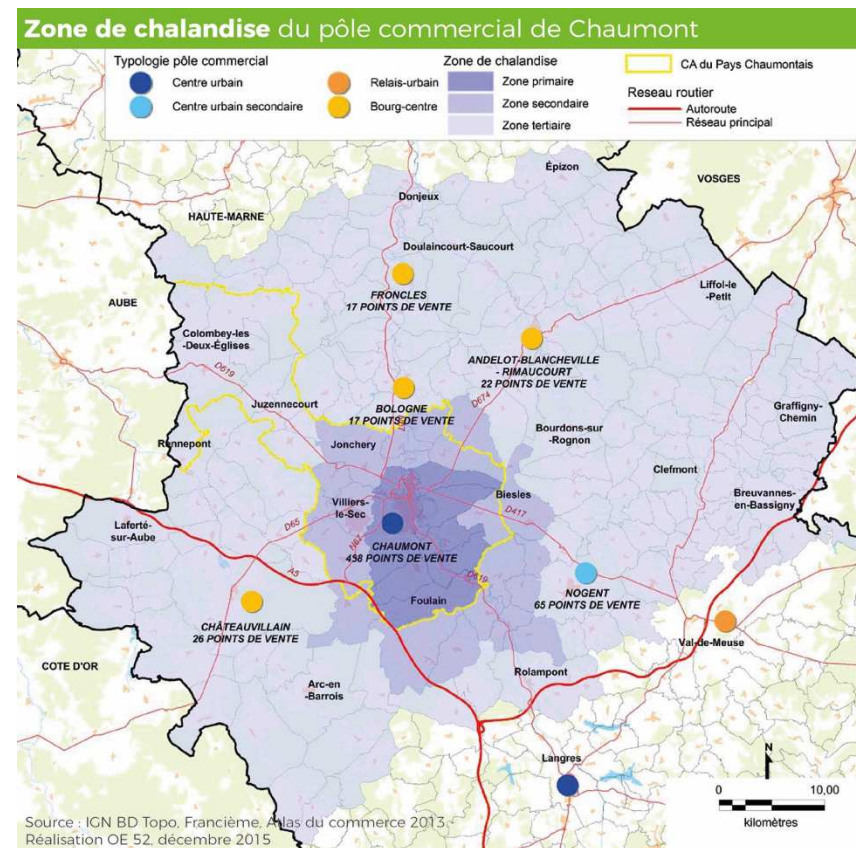 Zone de chalandise du pôle commercial de Chaumont
Typologie pôle commercial
Centre urbain
Centre urbain secondaire
Relais-urbain
Bourg-centre
Zone de chalandise
Zone primaire
Zone secondaire
Zone tertiaire
CA du Pays Chaumontais
Reseau routier
Autoroute
Réseau principal
Épizon
VOSGES
Donjeux
HAUTE-MARNE
Doulaincourt-Saucourt
FRONCLES
17 POINTS DE VENTE
Liffol-le
-Petit
AUBE
Colombey-les
-Deux-Églises
D619
ANDELOT-BLANCHEVILLE
- RIMAUCOURT
22 POINTS DE VENTE
Juzennecourt
BOLOGNE
17 POINTS DE VENTE
D674
Graffigny-
Chemin
Bourdons-sur
-Rognon
Rennepont
Jonchery
Clefmont
Villiers-
le-Sec
Biesles
D417
Breuvannes-
en-Bassigny
Laferté-
sur-Aube
D65
N67
CHAUMONT
498 POINTS DE VENTE
A5
D619
NOGENT
65 POINTS DE VENTE
Foulain
CHÂTEAUVILLAIN
26 POINTS DE VENTE
Val-de-Meuse
COTE D'OR
Arc-en
-Barrois
Rolampont
Langres
N
0 10,00
kilomètres
Source : IGN BD Topo, Francième, Atlas du commerce 2013 -
Réalisation OE 52, décembre 2015